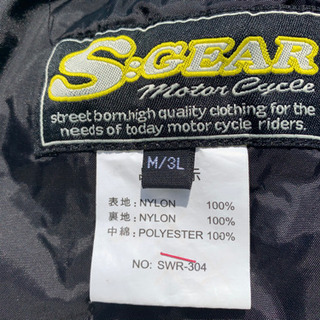 S:GEAR
Motor Cycle
street born.high quality clothing for the
needs of today motor cycle riders.
M/3L
示
表地:NYLON 100%
裏地:NYLON 100%
中綿:POLYESTER 100%
NO: SWR-304